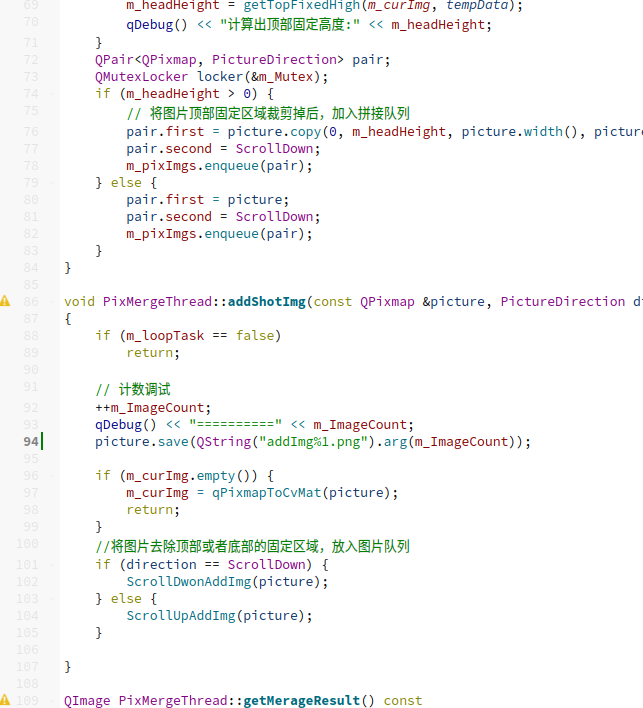 69 m_headHeight = getTopFixedHigh(m_curImg, tempData);
70 qDebug() << "计算出顶部固定高度:" << m_headHeight;
71 }
72 QPair<QPixmap, PictureDirection> pair;
73 QMutexLocker locker(&m_Mutex);
74 if (m_headHeight > 0) {
75 // 将图片顶部固定区域裁剪掉后，加入拼接队列
76 pair.first = picture.copy(0, m_headHeight, picture.width(), picture
77 pair.second = ScrollDown;
78 m_pixImgs.enqueue(pair);
79 } else {
80 pair.first = picture;
81 pair.second = ScrollDown;
82 m_pixImgs.enqueue(pair);
83 }
84 }
85
86 void PixMergeThread::addShotImg(const QPixmap &picture, PictureDirection di
87 {
88 if (m_loopTask == false)
89 return;
90
91 // 计数调试
92 ++m_ImageCount;
93 qDebug() << "==========" << m_ImageCount;
94 picture.save(QString("addImg%1.png").arg(m_ImageCount));
95
96 if (m_curImg.empty()) {
97 m_curImg = qPixmapToCvMat(picture);
98 return;
99 }
100 //将图片去除顶部或者底部的固定区域，放入图片队列
101 if (direction == ScrollDown) {
102 ScrollDwonAddImg(picture);
103 } else {
104 ScrollUpAddImg(picture);
105 }
106
107 }
108
109 QImage PixMergeThread::getMerageResult() const